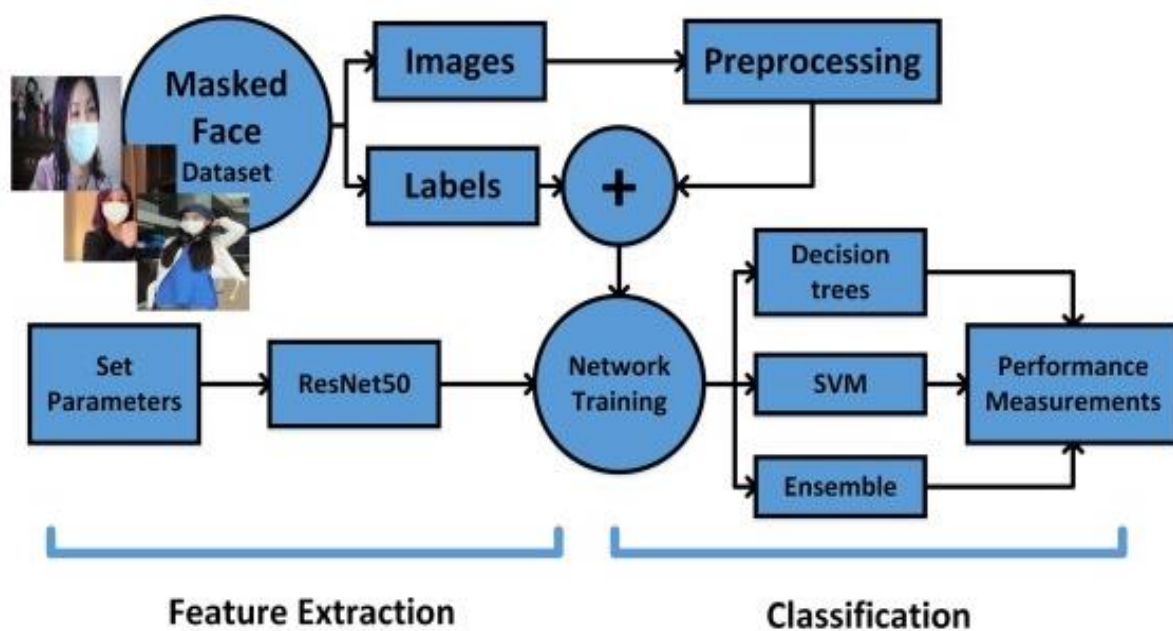 Masked
Face
Dataset
Images
Preprocessing
Labels
+
Set
Parameters
ResNet50
Network
Training
Decision
trees
SVM
Ensemble
Performance
Measurements
Feature Extraction
Classification